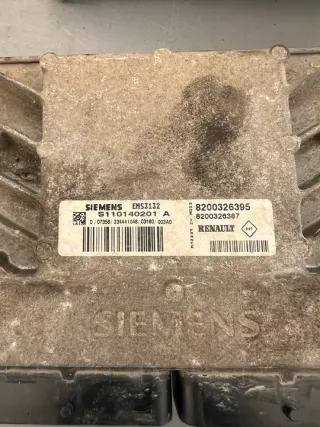 SIEMENS EMS3132
S110140201 A
8200326395
8200326387
RENAULT
SIEMENS